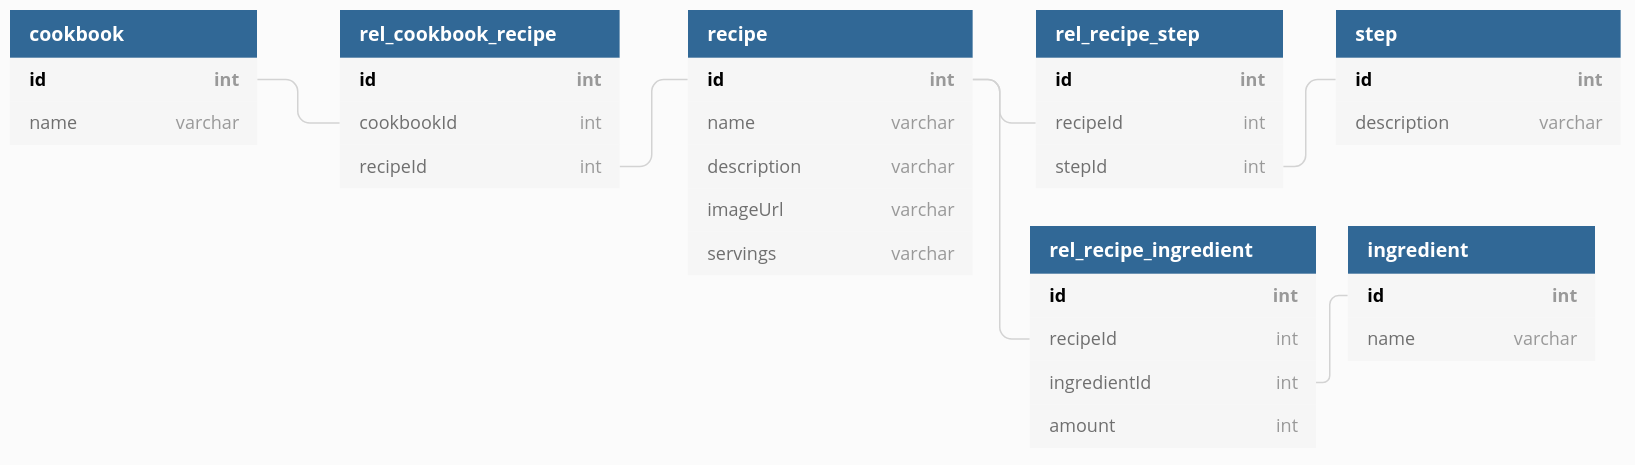 cookbook
id int
name varchar
rel_cookbook_recipe
id int
cookbookId int
recipeId int
recipe
id int
name varchar
description varchar
imageUrl varchar
servings varchar
rel_recipe_step
id int
recipeId int
stepId int
step
id int
description varchar
rel_recipe_ingredient
id int
recipeId int
ingredientId int
amount int
ingredient
id int
name varchar